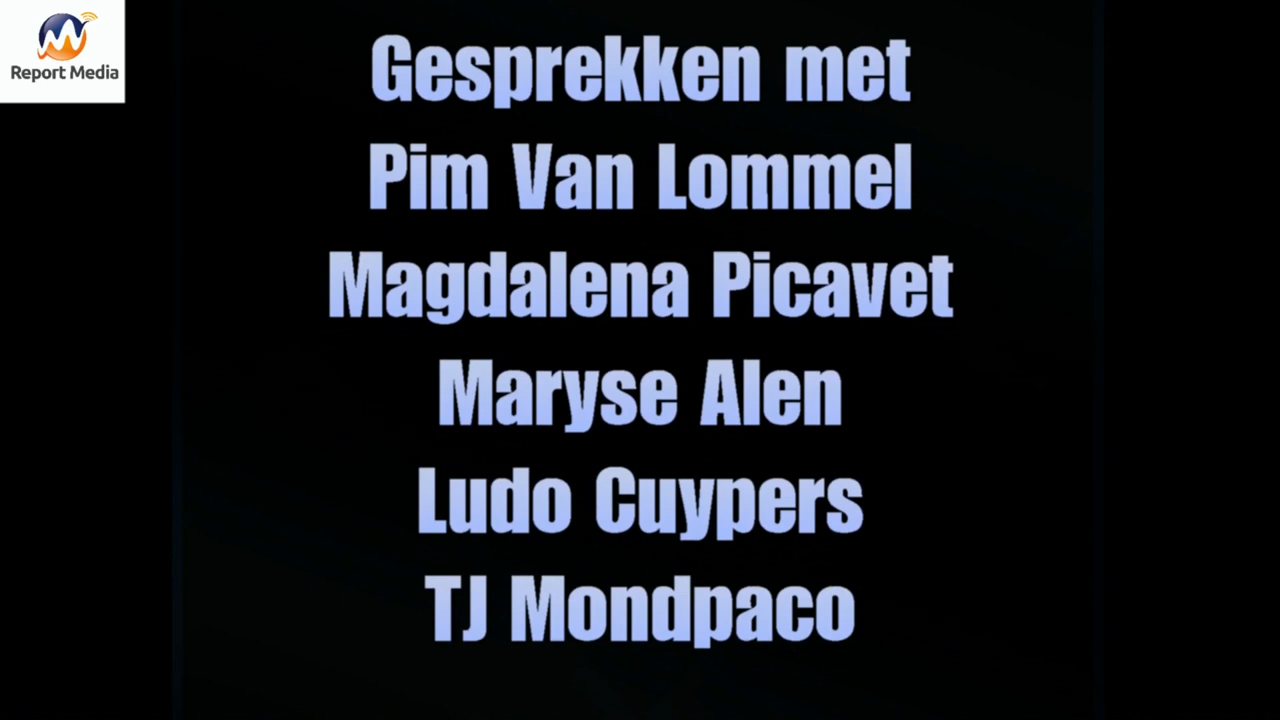 Report Media
Gesprekken met
Pim Van Lommel
Magdalena Picavet
Maryse Alen
Ludo Cuypers
TJ Mondpaco